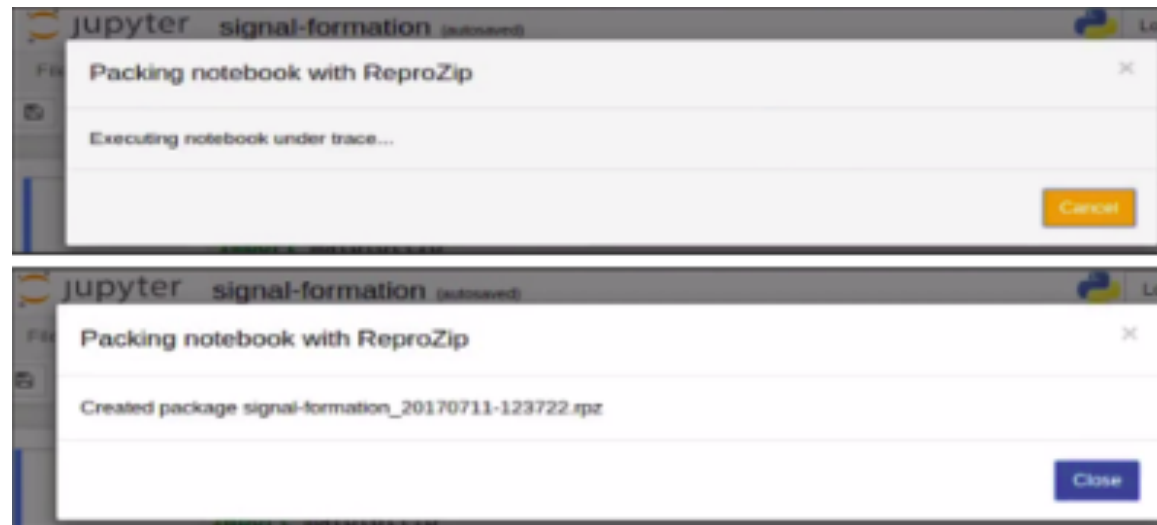 jupyter signal-formation (autosaved)
Packing notebook with ReproZip
×
Executing notebook under trace...
Cancel
jupyter signal-formation (autosaved)
Packing notebook with ReproZip
×
Created package signal-formation_20170711-123722.rpz
Close